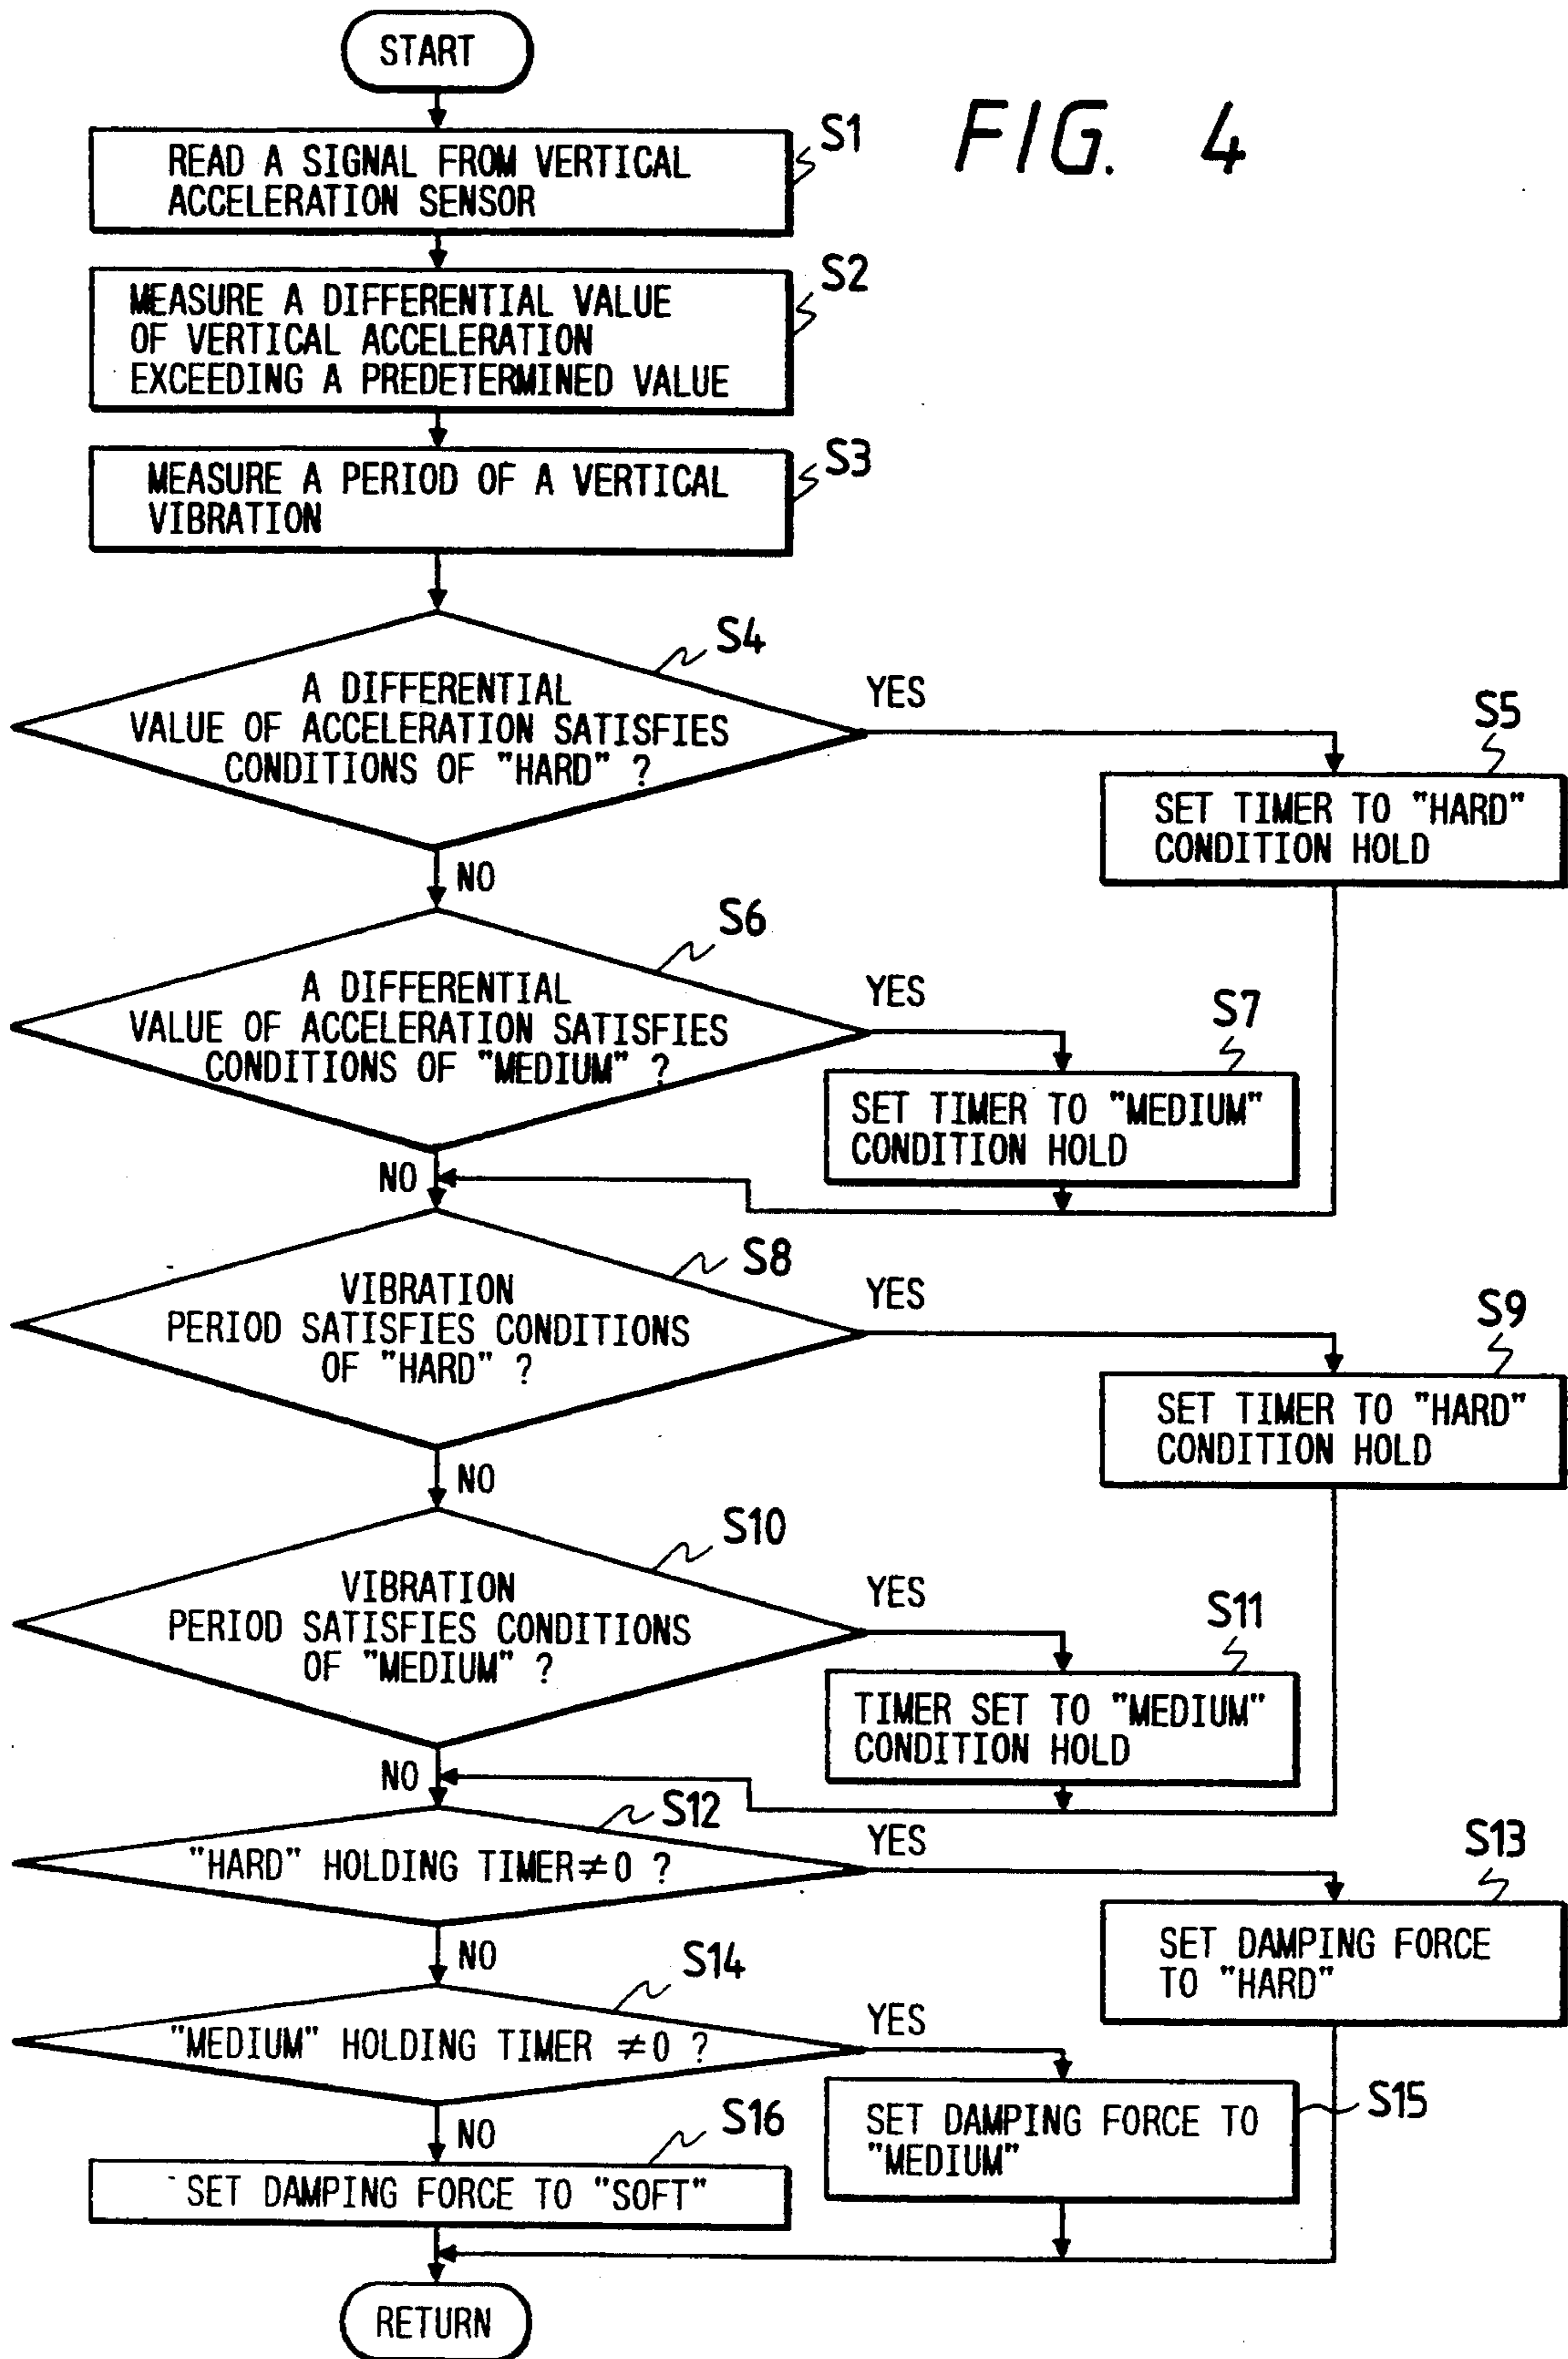 START
FIG. 4
S1
READ A SIGNAL FROM VERTICAL
ACCELERATION SENSOR
S2
MEASURE A DIFFERENTIAL VALUE
OF VERTICAL ACCELERATION
EXCEEDING A PREDETERMINED VALUE
S3
MEASURE A PERIOD OF A VERTICAL
VIBRATION
S4
A DIFFERENTIAL
VALUE OF ACCELERATION SATISFIES
CONDITIONS OF "HARD" ?
YES
S5
SET TIMER TO "HARD"
CONDITION HOLD
NO
S6
A DIFFERENTIAL
VALUE OF ACCELERATION SATISFIES
CONDITIONS OF "MEDIUM" ?
YES
S7
SET TIMER TO "MEDIUM"
CONDITION HOLD
NO
S8
VIBRATION
PERIOD SATISFIES CONDITIONS
OF "HARD" ?
YES
S9
SET TIMER TO "HARD"
CONDITION HOLD
NO
S10
VIBRATION
PERIOD SATISFIES CONDITIONS
OF "MEDIUM" ?
YES
S11
TIMER SET TO "MEDIUM"
CONDITION HOLD
NO
S12
"HARD" HOLDING TIMER≠0 ?
YES
S13
SET DAMPING FORCE
TO "HARD"
NO
S14
"MEDIUM" HOLDING TIMER ≠0 ?
YES
S15
SET DAMPING FORCE TO
"MEDIUM"
NO
S16
SET DAMPING FORCE TO "SOFT"
RETURN